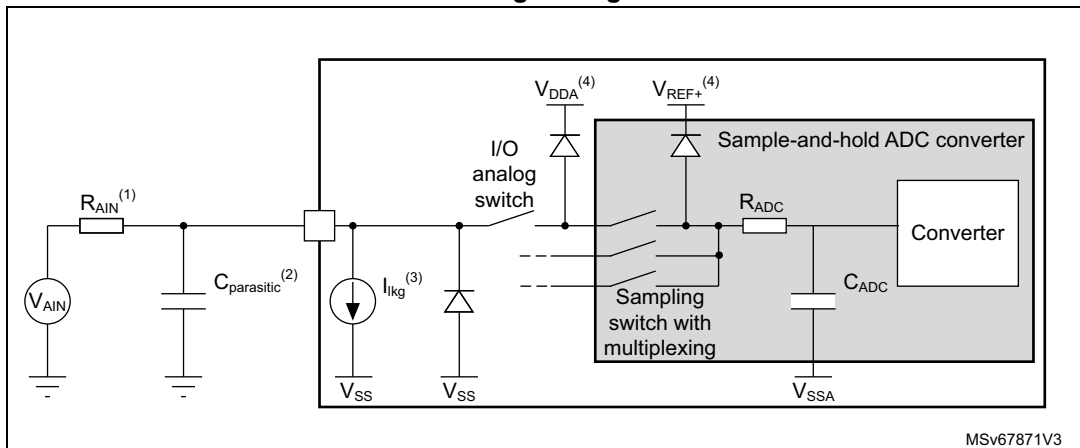 V_DDA^(4)
V_REF+^(4)
Sample-and-hold ADC converter
I/O
analog
switch
R_AIN^(1)
R_ADC
Converter
V_AIN
C_parasitic^(2)
I_lkg^(3)
C_ADC
Sampling
switch with
multiplexing
V_SS
V_SS
V_SSA
MSv67871V3